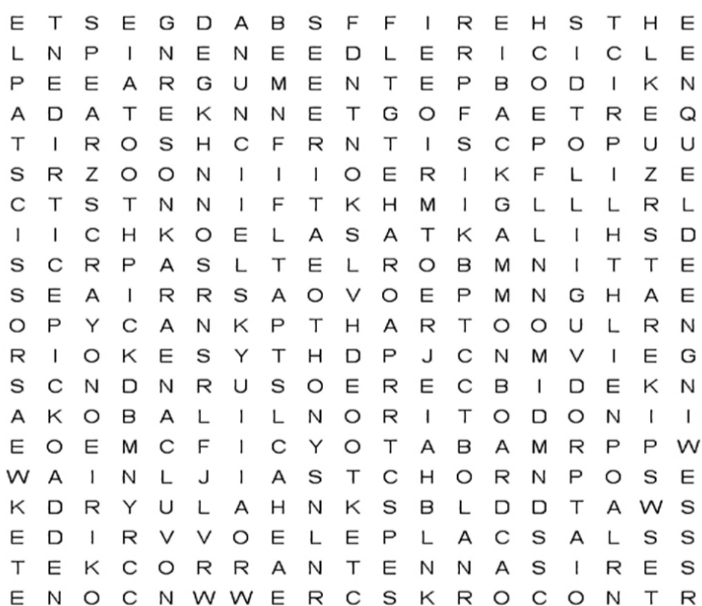 E T S E G D A B S F F I R E H S T H E
L N P I N E N E E D L E R I C I C L E
P E E A R G U M E N T E P B O D I K N
A D A T E K N N E T G O F A E T R E Q
T I R O S H C F R N T I S C P O P U U
S R Z O O N I I I O E R I K F L I Z E
C T S T N N I F T K H M I G L L L R L
I I C H K O E L A S A T K A L I H S D
S C R P A S L T E L R O B M N I T T E
S E A I R R S A O V O E P M N G H A E
O P Y C A N K P T H A R T O O U L R N
R I O K E S Y T H D P J C N M V I E G
S C N D N R U S O E R E C B I D E K N
A K O B A L I L N O R I T O D O N I I
E O E M C F I C Y O T A B A M R P P W
W A I N L J I A S T C H O R N P O S E
K D R Y U L A H N K S B L D D T A W S
E D I R V V O E L E P L A C S A L S S
T E K C O R R A N T E N N A S I R E S
E N O C N W W E R C S K R O C O N T R